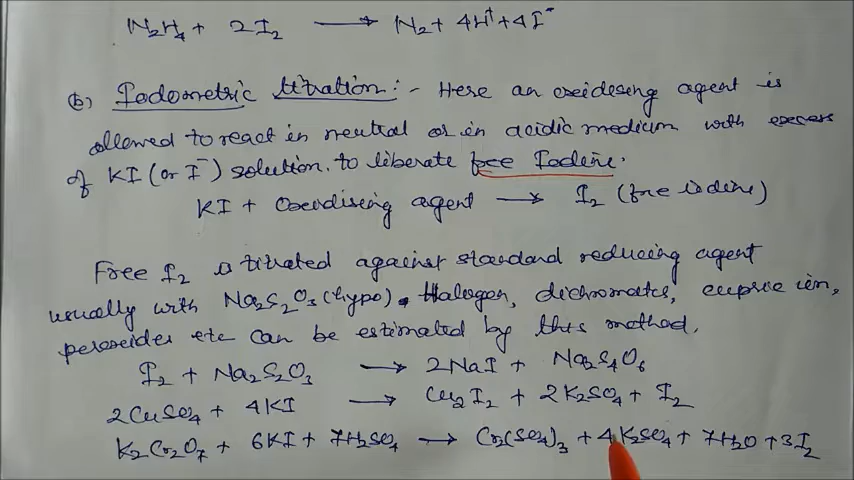 N₂H₄ + 2I₂ ⟶ N₂ + 4H⁺ + 4I⁻
(b) Iodometric titration :- Here an oxidising agent is
allowed to react in neutral or in acidic medium with excess
of KI (or I⁻) solution. to liberate free Iodine.
KI + Oxidising agent ⟶ I₂ (free iodine)
Free I₂ is titrated against standard reducing agent
usually with Na₂S₂O₃ (hypo). Halogen, dichromates, cupric ion,
peroxides etc can be estimated by this method.
I₂ + Na₂S₂O₃ ⟶ 2NaI + Na₂S₄O₆
2CuSO₄ + 4KI ⟶ Cu₂I₂ + 2K₂SO₄ + I₂
K₂Cr₂O₇ + 6KI + 7H₂SO₄ ⟶ Cr₂(SO₄)₃ + 4K₂SO₄ + 7H₂O + 3I₂